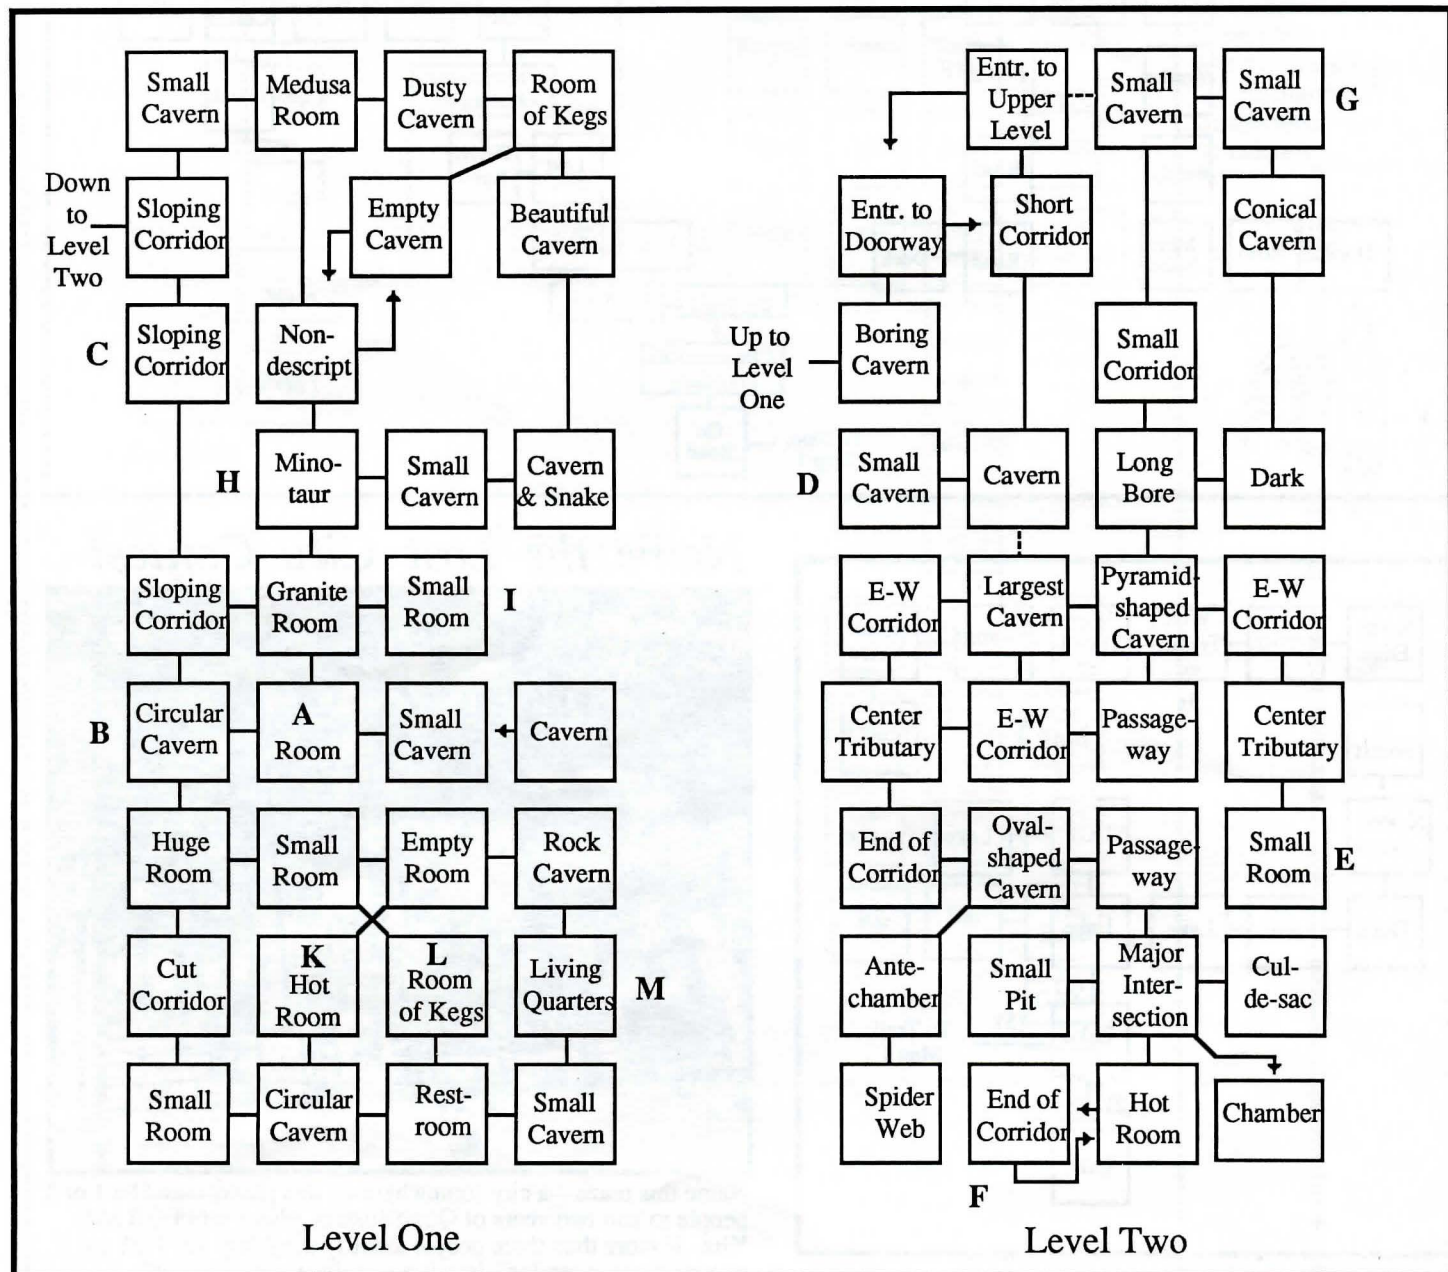 Small
Cavern
Medusa
Room
Dusty
Cavern
Room
of Kegs
Down
to
Level
Two
Sloping
Corridor
Empty
Cavern
Beautiful
Cavern
C
Sloping
Corridor
Non-
descript
H
Mino-
taur
Small
Cavern
Cavern
& Snake
Sloping
Corridor
Granite
Room
Small
Room
I
B
Circular
Cavern
A
Room
Small
Cavern
Cavern
Huge
Room
Small
Room
Empty
Room
Rock
Cavern
Cut
Corridor
K
Hot
Room
L
Room
of Kegs
Living
Quarters
M
Small
Room
Circular
Cavern
Rest-
room
Small
Cavern
Level One
Entr. to
Upper
Level
Small
Cavern
Small
Cavern
G
Entr. to
Doorway
Short
Corridor
Conical
Cavern
Up to
Level
One
Boring
Cavern
Small
Corridor
D
Small
Cavern
Cavern
Long
Bore
Dark
E-W
Corridor
Largest
Cavern
Pyramid-
shaped
Cavern
E-W
Corridor
Center
Tributary
E-W
Corridor
Passage-
way
Center
Tributary
End of
Corridor
Oval-
shaped
Cavern
Passage-
way
Small
Room
E
Ante-
chamber
Small
Pit
Major
Inter-
section
Cul-
de-sac
Spider
Web
End of
Corridor
Hot
Room
Chamber
F
Level Two